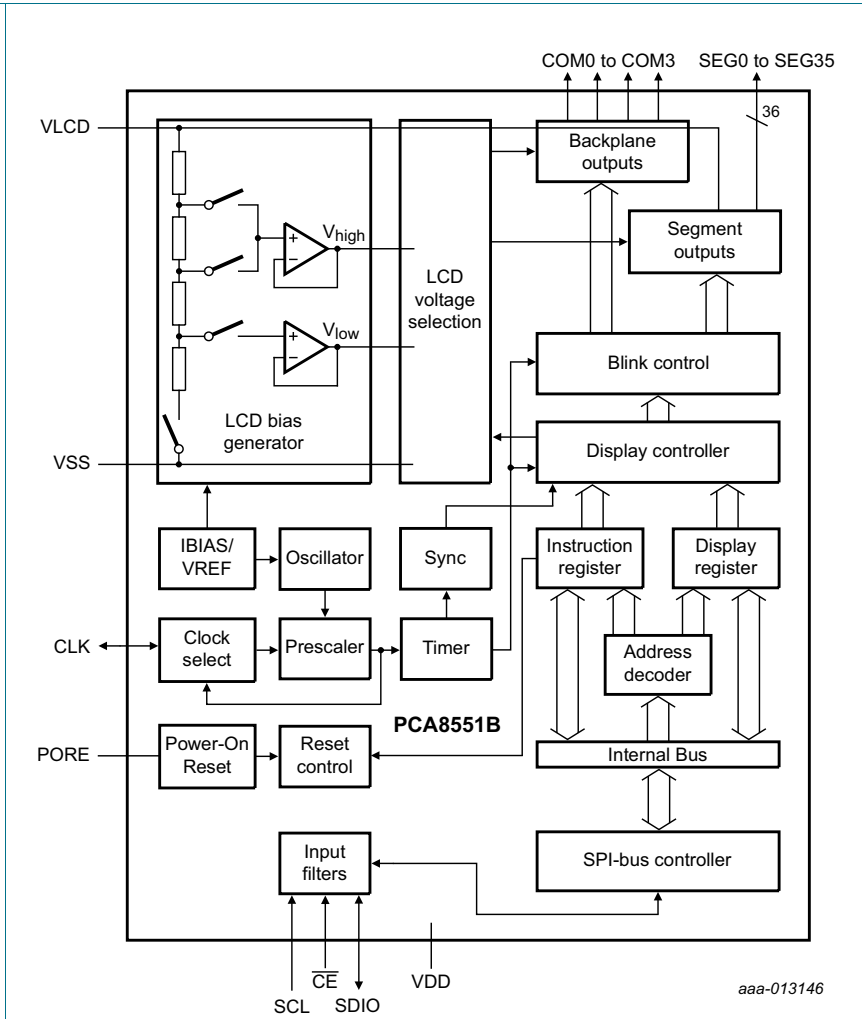 COM0 to COM3
SEG0 to SEG35
36
VLCD
Backplane
outputs
Vhigh
Segment
outputs
LCD
voltage
selection
Vlow
Blink control
LCD bias
generator
Display controller
VSS
IBIAS/
VREF
Oscillator
Sync
Instruction
register
Display
register
CLK
Clock
select
Prescaler
Timer
Address
decoder
PCA8551B
PORE
Power-On
Reset
Reset
control
Internal Bus
Input
filters
SPI-bus controller
SCL
CE
SDIO
VDD
aaa-013146